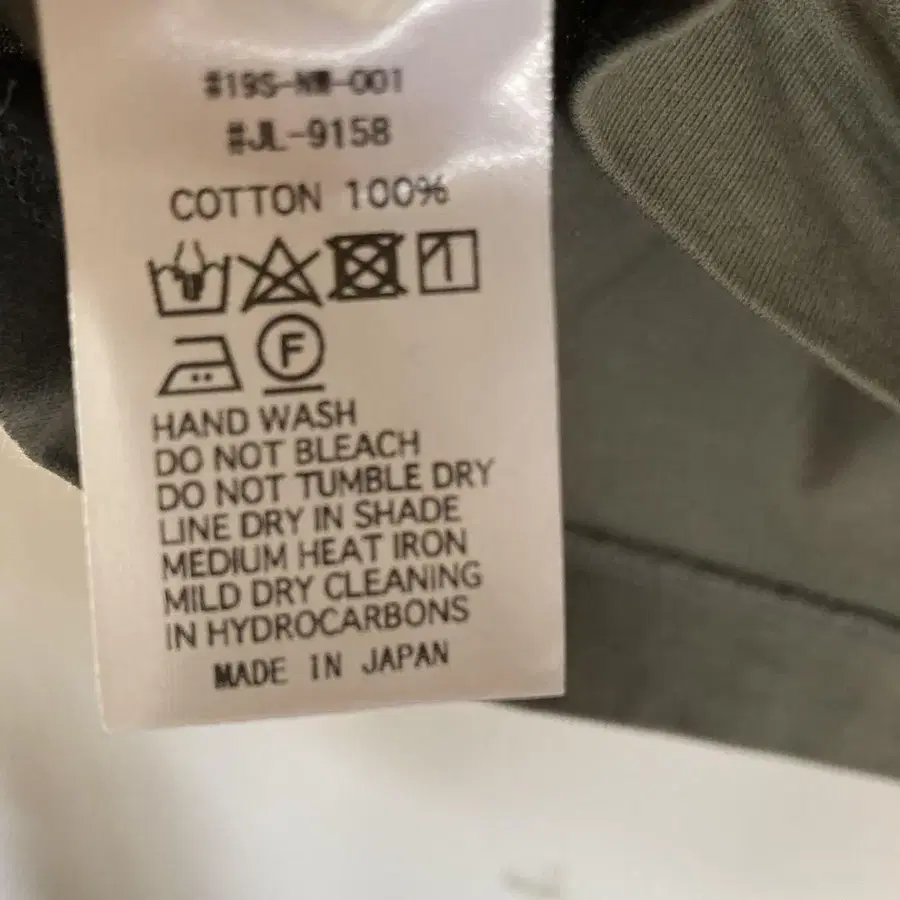 #19S-NW-001
#JL-9158
COTTON 100%
F
HAND WASH
DO NOT BLEACH
DO NOT TUMBLE DRY
LINE DRY IN SHADE
MEDIUM HEAT IRON
MILD DRY CLEANING
IN HYDROCARBONS
MADE IN JAPAN